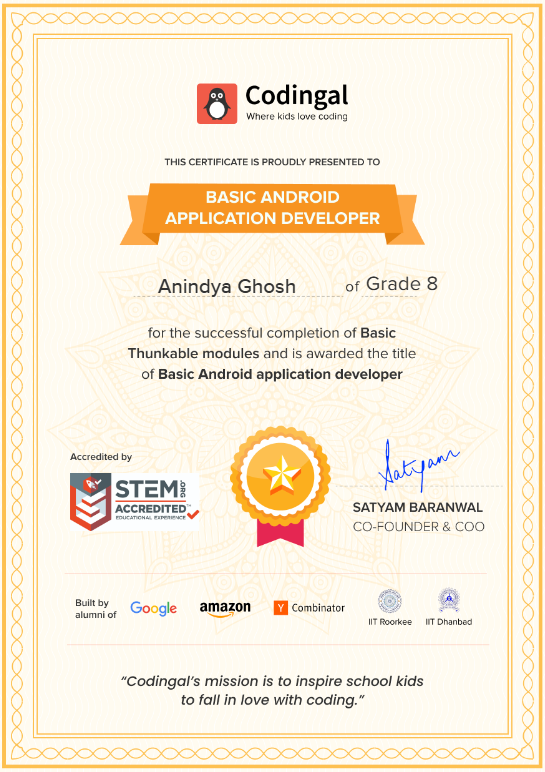 Codingal
Where kids love coding
THIS CERTIFICATE IS PROUDLY PRESENTED TO
BASIC ANDROID
APPLICATION DEVELOPER
Anindya Ghosh of Grade 8
for the successful completion of Basic
Thunkable modules and is awarded the title
of Basic Android application developer
Accredited by
STEM.ORG
ACCREDITED™
EDUCATIONAL EXPERIENCE
Satyam
SATYAM BARANWAL
CO-FOUNDER & COO
Built by
alumni of
Google
amazon
Y Combinator
IIT Roorkee
IIT Dhanbad
“Codingal’s mission is to inspire school kids
to fall in love with coding.”